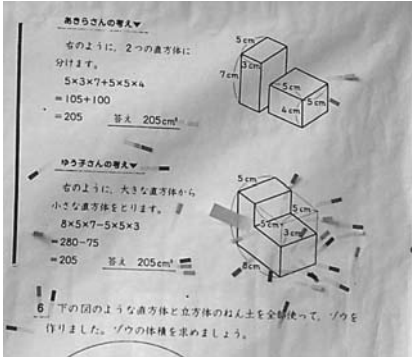 あきらさんの考え▼
右のように，2つの直方体に
分けます。
5×3×7+5×5×4
=105+100
=205 答え 205cm³
5cm
3cm
7cm
5cm
5cm
4cm
ゆう子さんの考え▼
右のように，大きな直方体から
小さな直方体をとります。
8×5×7-5×5×3
=280-75
=205 答え 205cm³
5cm
5cm
5cm
3cm
8cm
6 下の図のような直方体と立方体のねん土を全部使って，ゾウを
作りました。ゾウの体積を求めましょう。